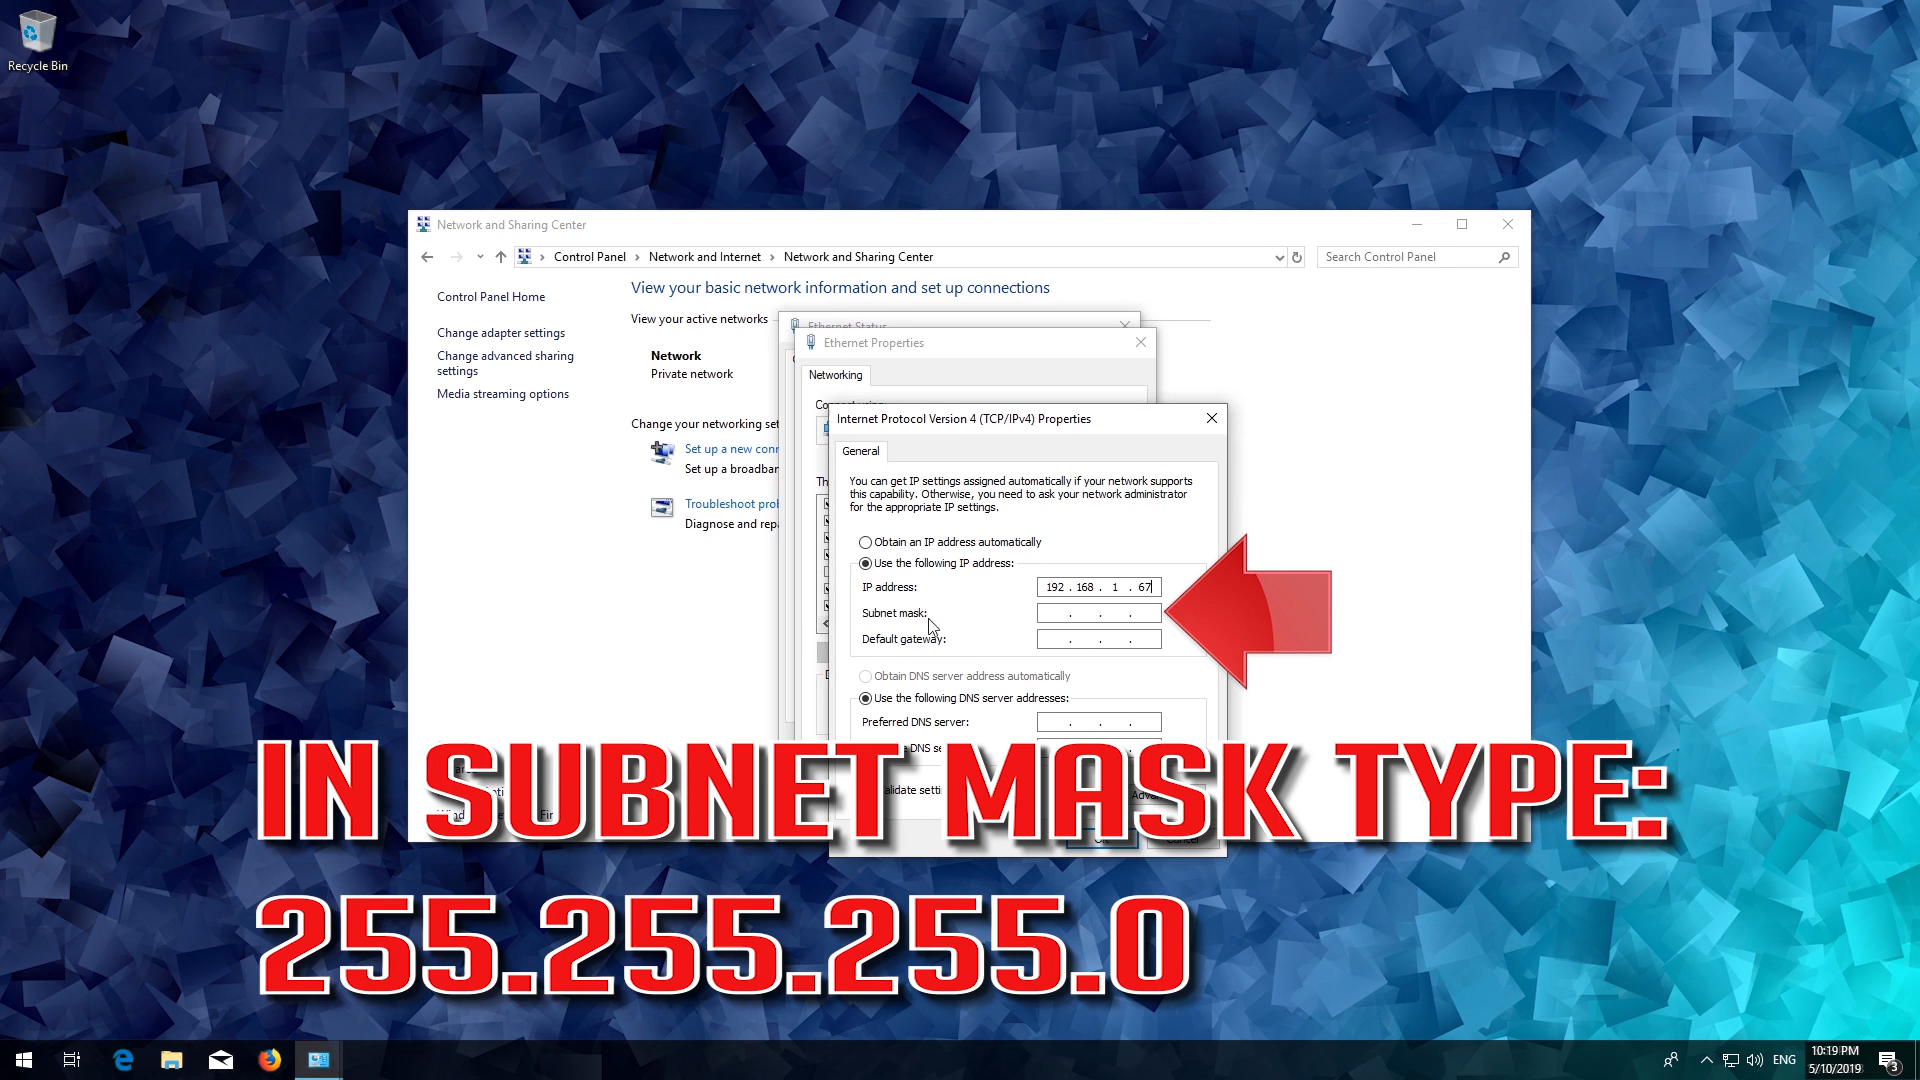 Recycle Bin
Network and Sharing Center
Control Panel
Network and Internet
Network and Sharing Center
Search Control Panel
Control Panel Home
Change adapter settings
Change advanced sharing
settings
Media streaming options
View your basic network information and set up connections
View your active networks
Network
Private network
Change your networking set
Set up a new conn
Set up a broadban
Troubleshoot prob
Diagnose and repa
Ethernet Status
Ethernet Properties
Networking
Internet Protocol Version 4 (TCP/IPv4) Properties
General
You can get IP settings assigned automatically if your network supports
this capability. Otherwise, you need to ask your network administrator
for the appropriate IP settings.
Obtain an IP address automatically
Use the following IP address:
IP address:
192 . 168 . 1 . 67
Subnet mask:
. . .
Default gateway:
. . .
Obtain DNS server address automatically
Use the following DNS server addresses:
Preferred DNS server:
. . .
IN SUBNET MASK TYPE:
255.255.255.0
Cancel
ENG
10:19 PM
5/10/2019
3